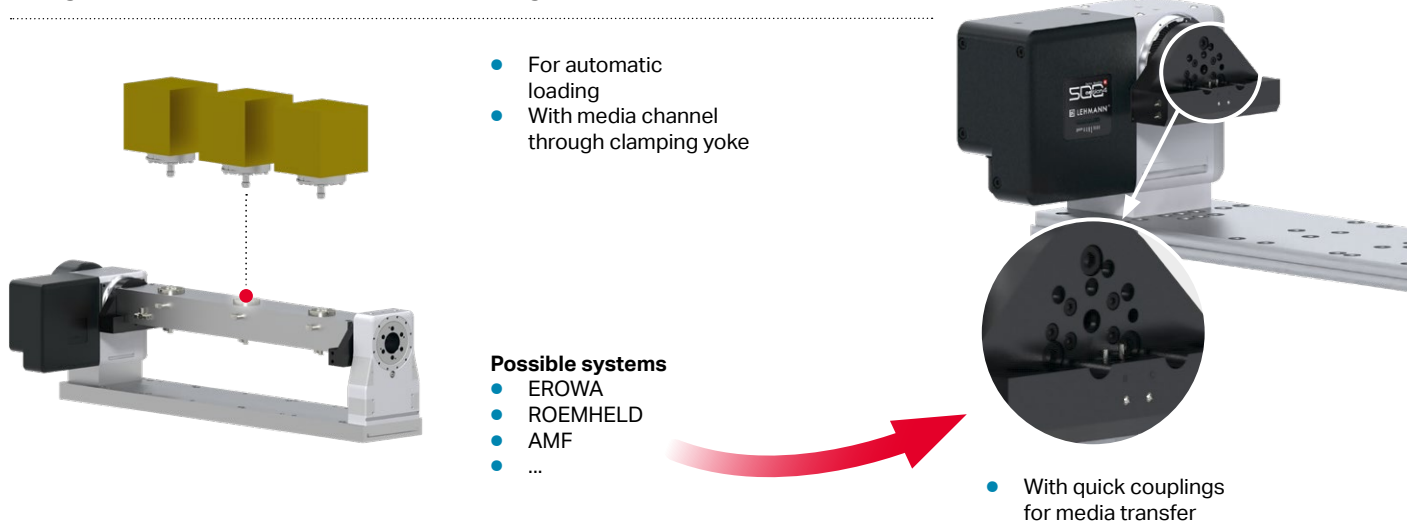 For automatic
loading
With media channel
through clamping yoke
LEHMANN
Possible systems
EROWA
ROEMHELD
AMF
...
With quick couplings
for media transfer